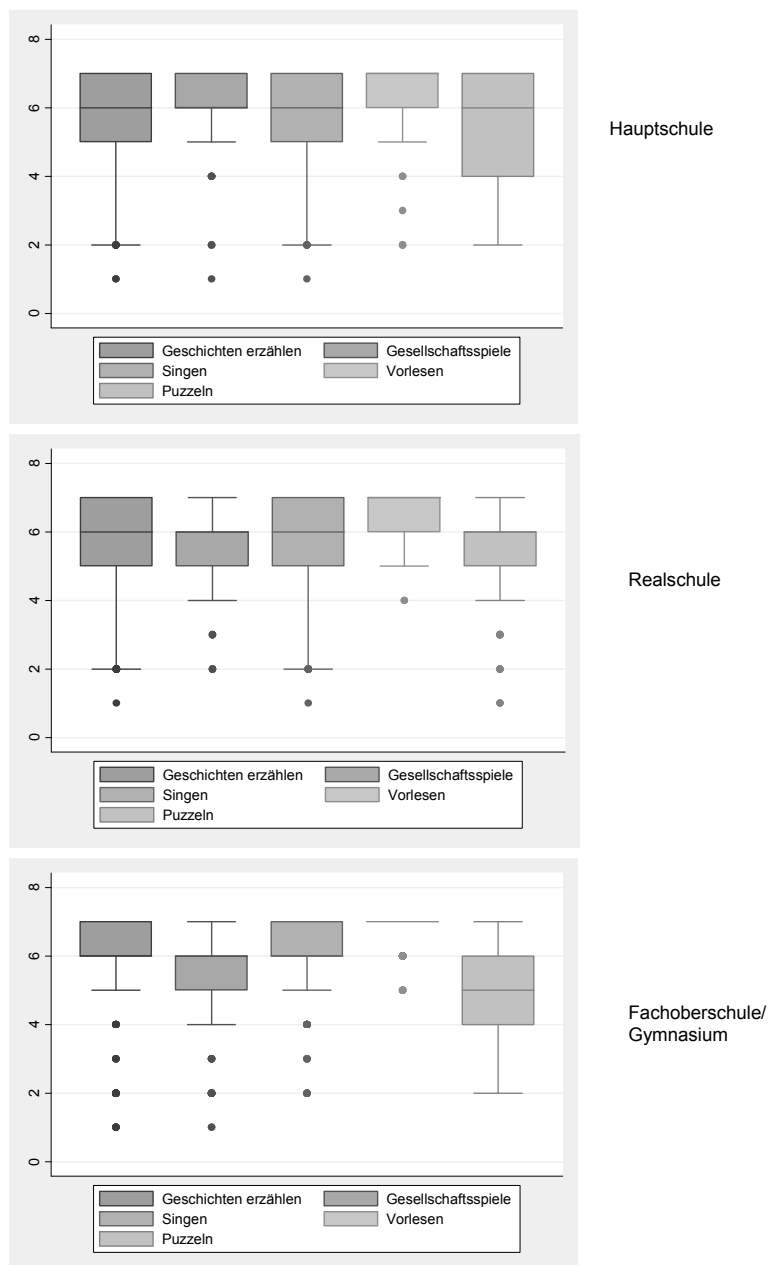 8
6
4
2
0
Hauptschule
Geschichten erzählen Gesellschaftsspiele
Singen Vorlesen
Puzzeln
8
6
4
2
0
Realschule
Geschichten erzählen Gesellschaftsspiele
Singen Vorlesen
Puzzeln
8
6
4
2
0
Fachoberschule/
Gymnasium
Geschichten erzählen Gesellschaftsspiele
Singen Vorlesen
Puzzeln